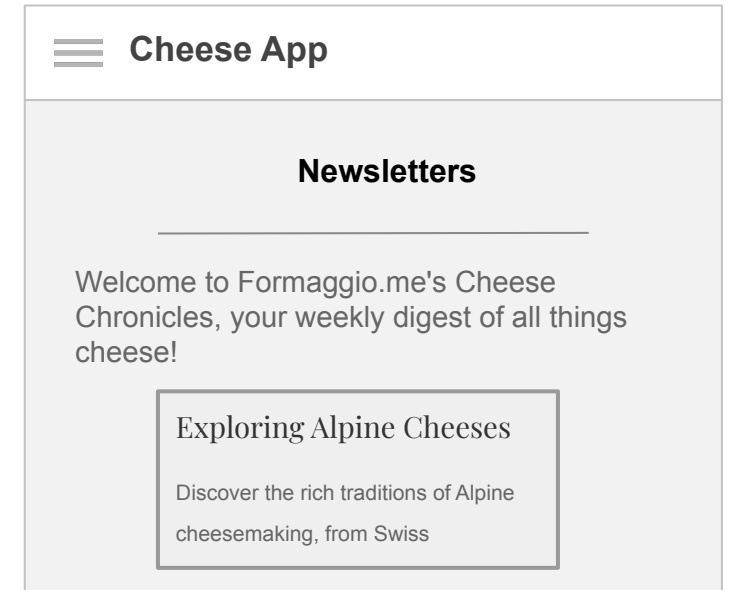 Cheese App
Newsletters
Welcome to Formaggio.me's Cheese
Chronicles, your weekly digest of all things
cheese!
Exploring Alpine Cheeses
Discover the rich traditions of Alpine
cheesemaking, from Swiss